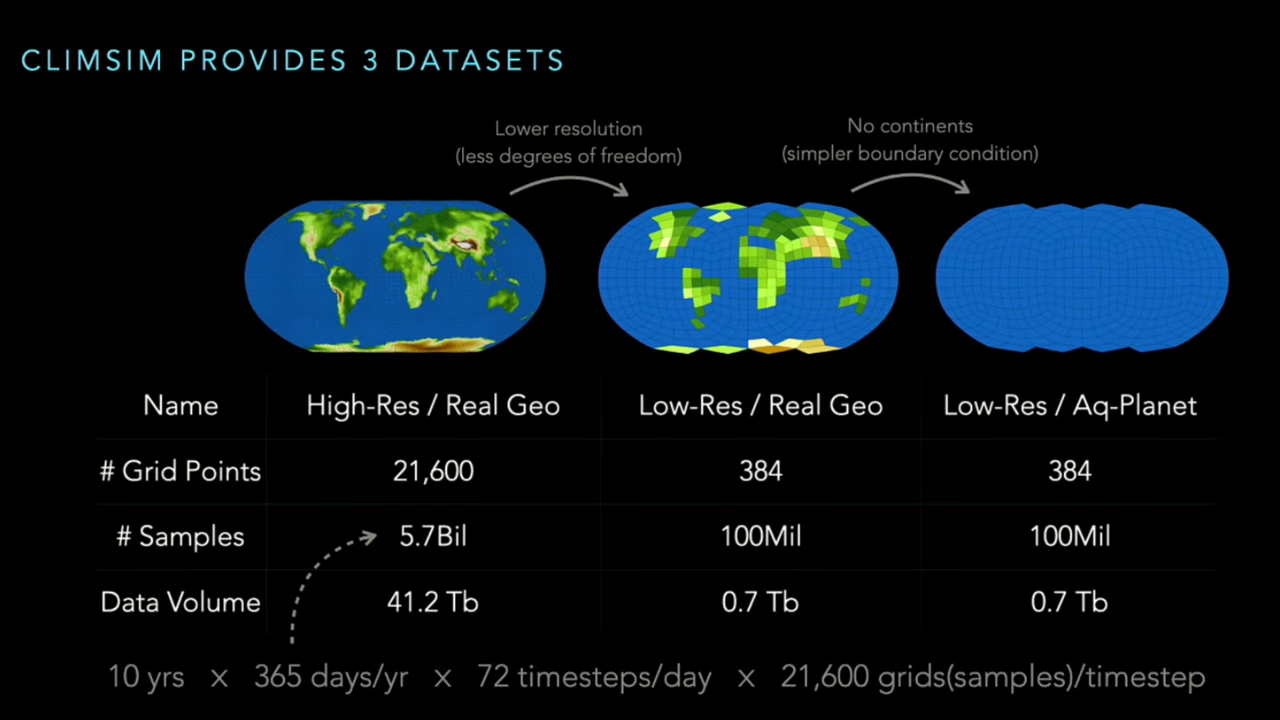 CLIMSIM PROVIDES 3 DATASETS
Lower resolution
(less degrees of freedom)
No continents
(simpler boundary condition)
Name High-Res / Real Geo Low-Res / Real Geo Low-Res / Aq-Planet
# Grid Points 21,600 384 384
# Samples 5.7Bil 100Mil 100Mil
Data Volume 41.2 Tb 0.7 Tb 0.7 Tb
10 yrs x 365 days/yr x 72 timesteps/day x 21,600 grids(samples)/timestep